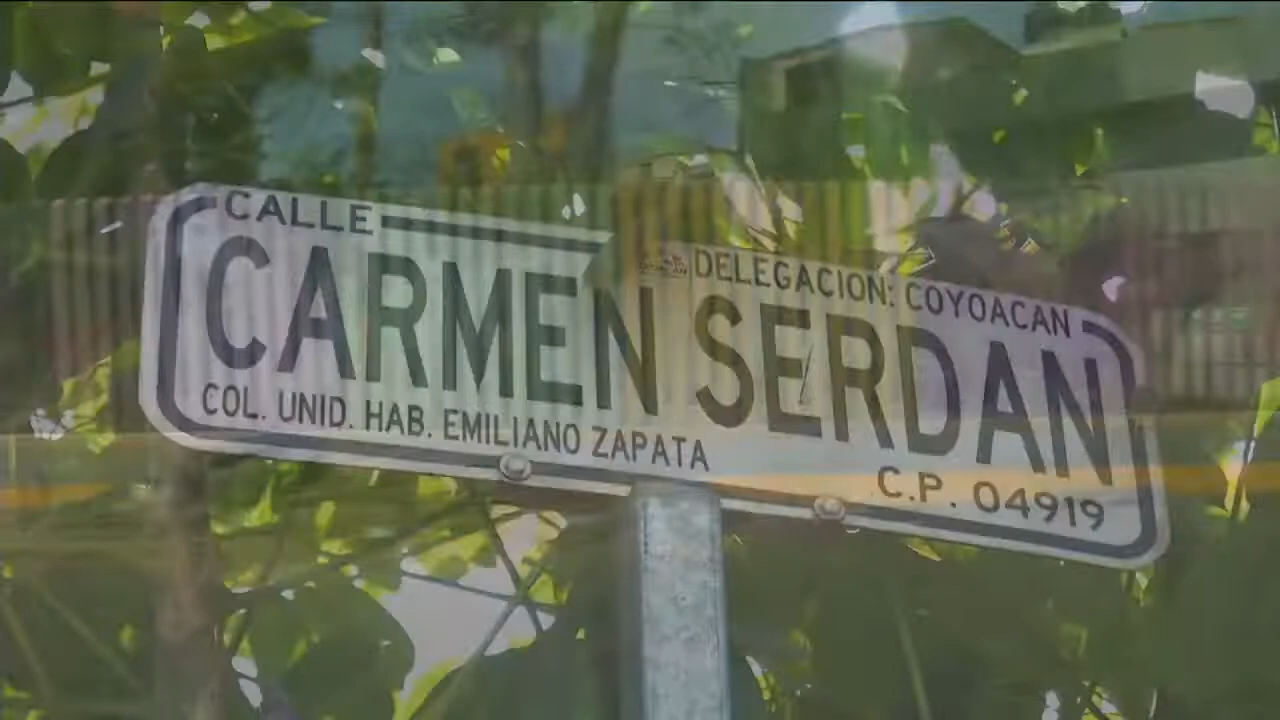 CALLE
DELEGACION: COYOACAN
CARMEN SERDAN
COL. UNID. HAB. EMILIANO ZAPATA
C.P. 04919